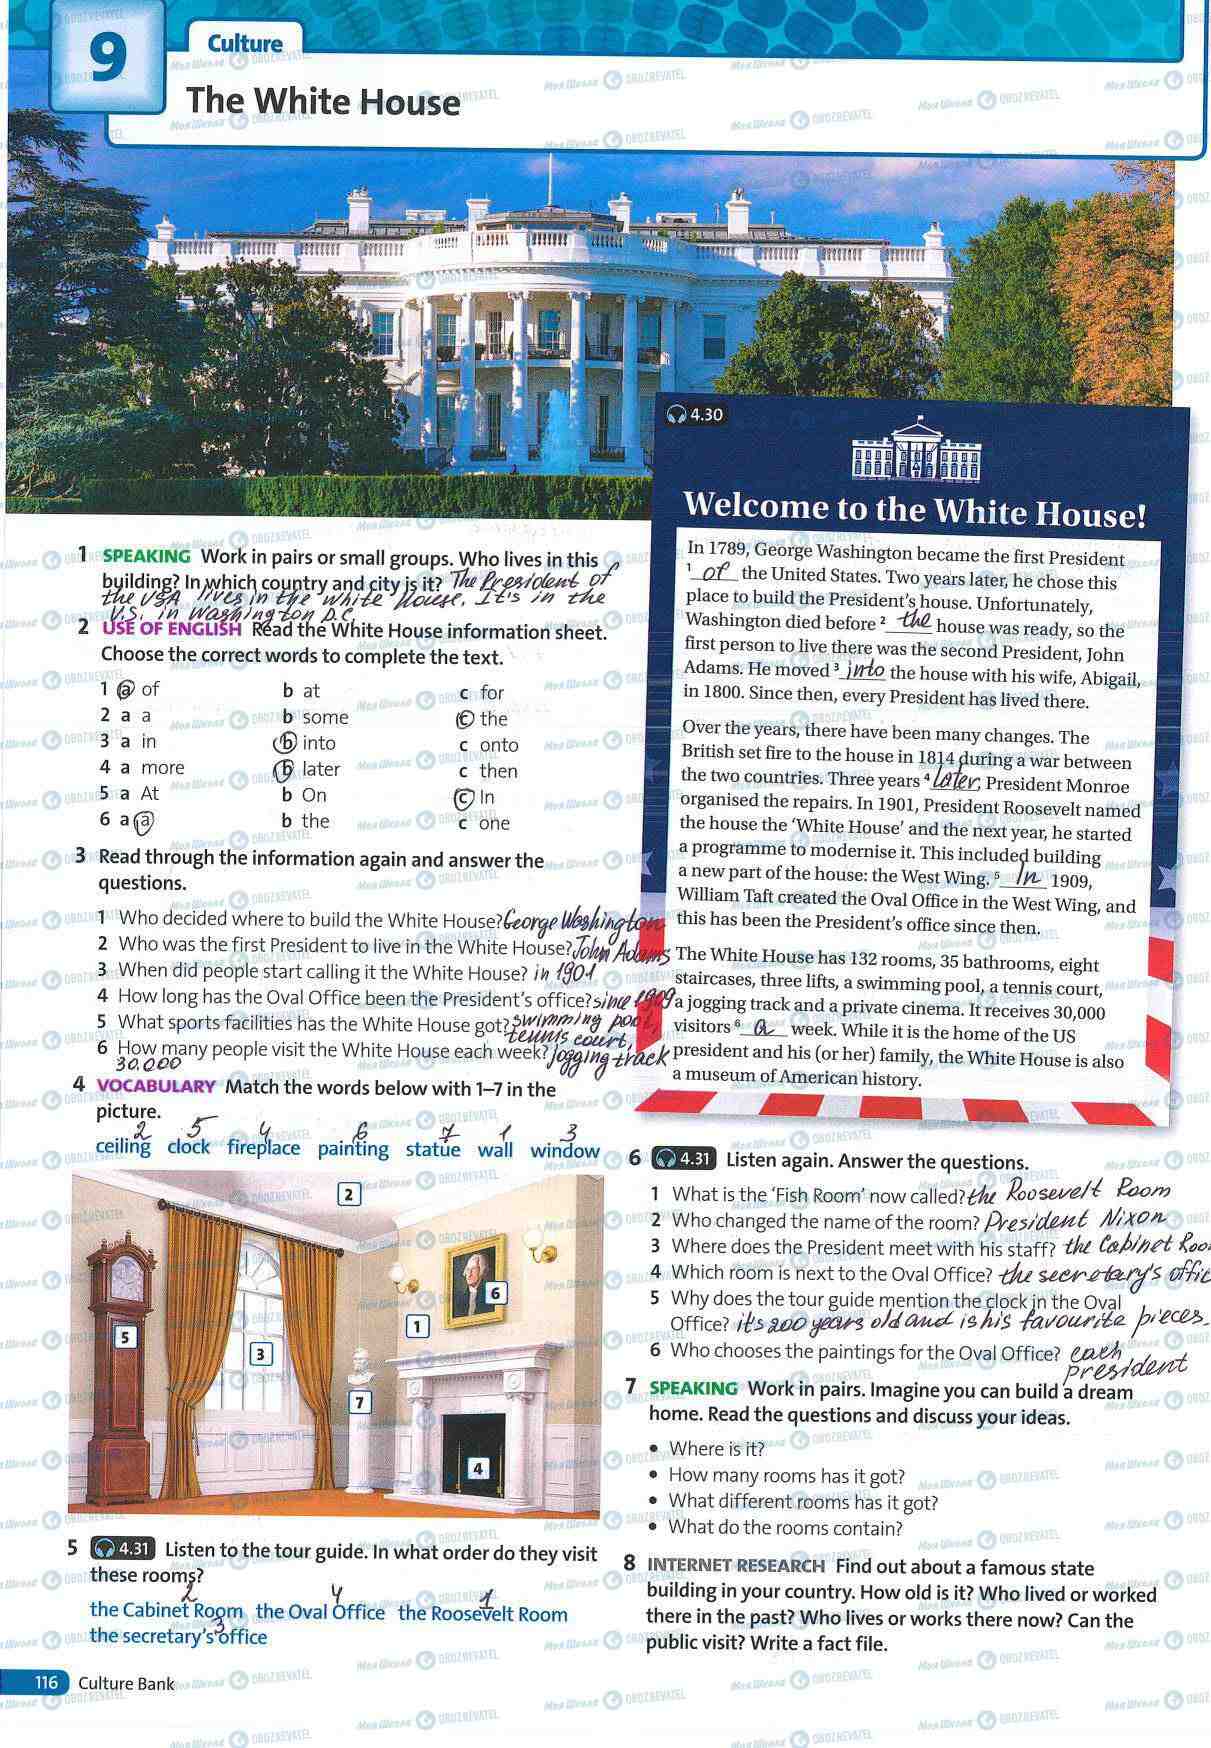 9
Culture
The White House
4.30
Welcome to the White House!
In 1789, George Washington became the first President
1 of the United States. Two years later, he chose this
place to build the President's house. Unfortunately,
Washington died before 2 the house was ready, so the
first person to live there was the second President, John
Adams. He moved 3 into the house with his wife, Abigail,
in 1800. Since then, every President has lived there.
Over the years, there have been many changes. The
British set fire to the house in 1814 during a war between
the two countries. Three years 4 later, President Monroe
organised the repairs. In 1901, President Roosevelt named
the house the 'White House' and the next year, he started
a programme to modernise it. This included building
a new part of the house: the West Wing. 5 In 1909,
William Taft created the Oval Office in the West Wing, and
this has been the President's office since then.
The White House has 132 rooms, 35 bathrooms, eight
staircases, three lifts, a swimming pool, a tennis court,
a jogging track and a private cinema. It receives 30,000
visitors 6 a week. While it is the home of the US
president and his (or her) family, the White House is also
a museum of American history.
1 SPEAKING Work in pairs or small groups. Who lives in this
building? In which country and city is it? The President of
the USA lives in the white house. It's in the
U.S. in Washington D.C.
2 USE OF ENGLISH Read the White House information sheet.
Choose the correct words to complete the text.
1 a of b at c for
2 a a b some c the
3 a in b into c onto
4 a more b later c then
5 a At b On c In
6 a a b the c one
3 Read through the information again and answer the
questions.
1 Who decided where to build the White House? George Washington
2 Who was the first President to live in the White House? John Adams
3 When did people start calling it the White House? in 1901
4 How long has the Oval Office been the President's office? since 1909
5 What sports facilities has the White House got? swimming pool,
tennis court,
6 How many people visit the White House each week? jogging track
30.000
4 VOCABULARY Match the words below with 1–7 in the
picture.
2 5 4 6 7 1 3
ceiling clock fireplace painting statue wall window
2
5
3
1
6
7
4
5 4.31 Listen to the tour guide. In what order do they visit
these rooms?
2 4 1
the Cabinet Room the Oval Office the Roosevelt Room
3
the secretary's office
6 4.31 Listen again. Answer the questions.
1 What is the 'Fish Room' now called? the Roosevelt Room
2 Who changed the name of the room? President Nixon
3 Where does the President meet with his staff? the Cabinet Roo
4 Which room is next to the Oval Office? the secretary's offic
5 Why does the tour guide mention the clock in the Oval
Office? it's 200 years old and is his favourite pieces.
6 Who chooses the paintings for the Oval Office? each
president
7 SPEAKING Work in pairs. Imagine you can build a dream
home. Read the questions and discuss your ideas.
• Where is it?
• How many rooms has it got?
• What different rooms has it got?
• What do the rooms contain?
8 INTERNET RESEARCH Find out about a famous state
building in your country. How old is it? Who lived or worked
there in the past? Who lives or works there now? Can the
public visit? Write a fact file.
116 Culture Bank
Моя Школа OBOZREVATEL